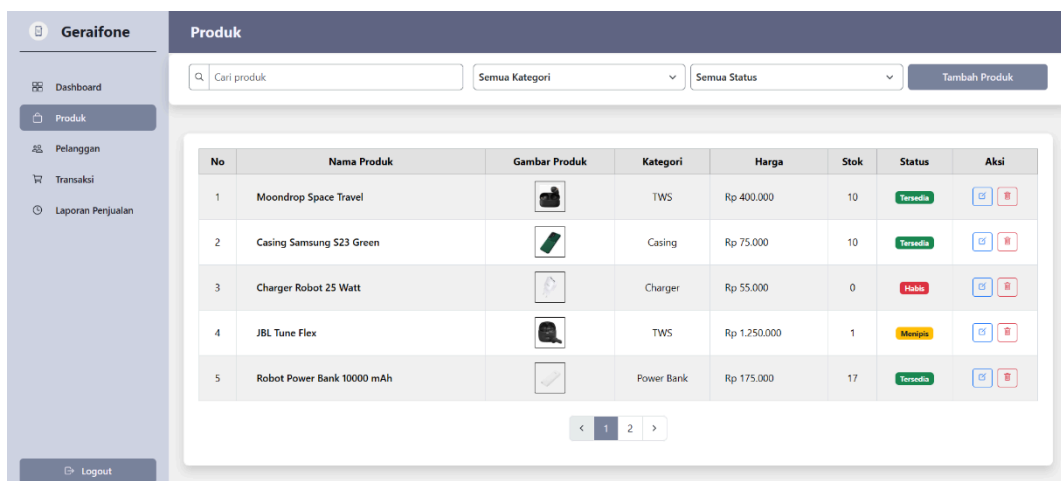 Geraifone
Produk
Dashboard
Produk
Pelanggan
Transaksi
Laporan Penjualan
Logout
Cari produk Semua Kategori Semua Status Tambah Produk
No Nama Produk Gambar Produk Kategori Harga Stok Status Aksi
1 Moondrop Space Travel TWS Rp 400.000 10 Tersedia
2 Casing Samsung S23 Green Casing Rp 75.000 10 Tersedia
3 Charger Robot 25 Watt Charger Rp 55.000 0 Habis
4 JBL Tune Flex TWS Rp 1.250.000 1 Menipis
5 Robot Power Bank 10000 mAh Power Bank Rp 175.000 17 Tersedia
< 1 2 >